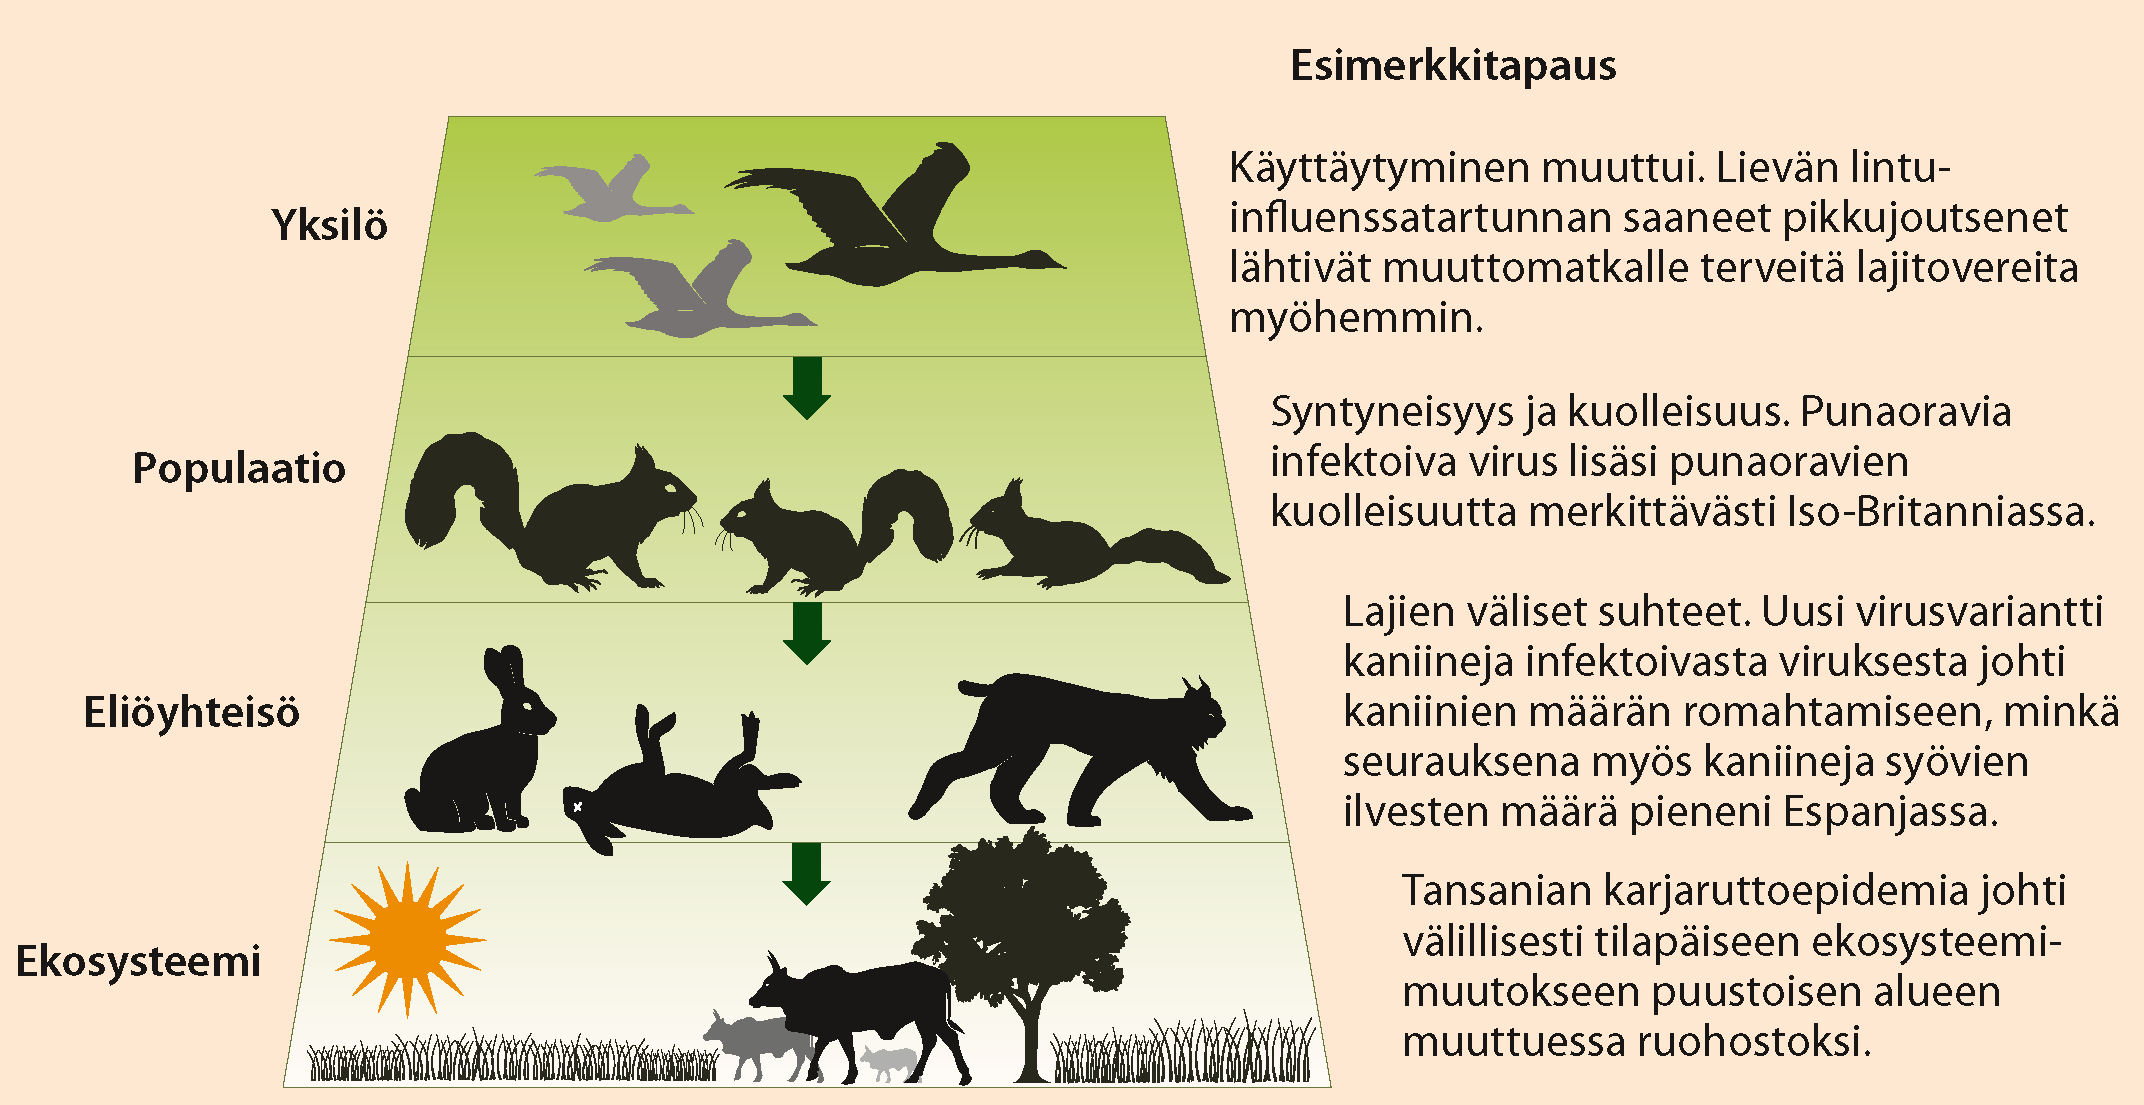 Esimerkkitapaus
Yksilö
Käyttäytyminen muuttui. Lievän lintu-
influenssatartunnan saaneet pikkujoutsenet
lähtivät muuttomatkalle terveitä lajitovereita
myöhemmin.
Populaatio
Syntyneisyys ja kuolleisuus. Punaoravia
infektoiva virus lisäsi punaoravien
kuolleisuutta merkittävästi Iso-Britanniassa.
Eliöyhteisö
Lajien väliset suhteet. Uusi virusvariantti
kaniineja infektoivasta viruksesta johti
kaniinien määrän romahtamiseen, minkä
seurauksena myös kaniineja syövien
ilvesten määrä pieneni Espanjassa.
Ekosysteemi
Tansanian karjaruttoepidemia johti
välillisesti tilapäiseen ekosysteemi-
muutokseen puustoisen alueen
muuttuessa ruohostoksi.